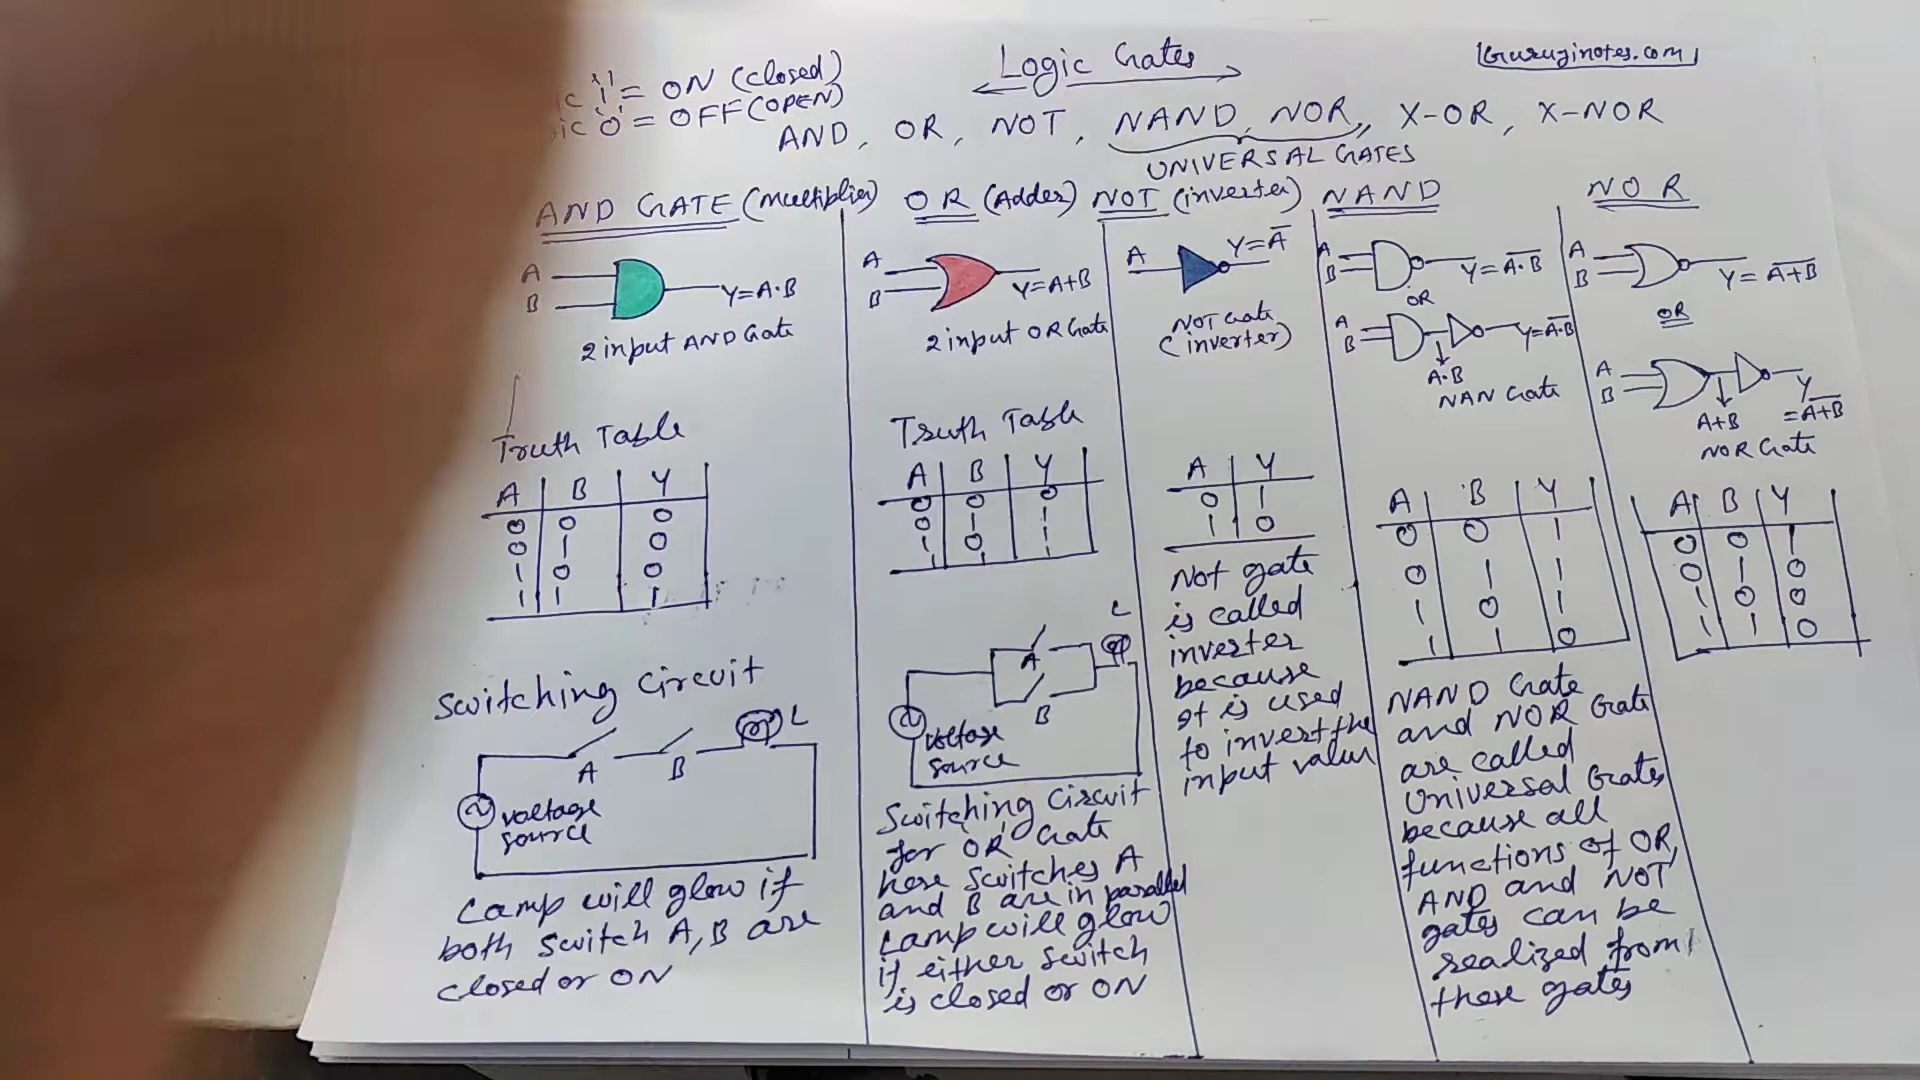 Logic Gates
Guruginotes.com
'1' = ON (closed)
'0' = OFF (OPEN)
AND, OR, NOT, NAND, NOR, X-OR, X-NOR
UNIVERSAL GATES
AND GATE (Multiplier)
A
B
Y=A·B
2 input AND Gate
Truth Table
A B Y
0 0 0
0 1 0
1 0 0
1 1 1
Switching Circuit
A B L
voltage
source
Lamp will glow if
both switch A, B are
closed or ON
OR (Adder)
A
B
Y=A+B
2 input OR Gate
Truth Table
A B Y
0 0 0
0 1 1
1 0 1
1 1
L
A
B
voltage
source
Switching Circuit
for OR Gate
here switches A
and B are in parallel
Lamp will glow
if either switch
is closed or ON
NOT (inverter)
A
Y=A̅
NOT Gate
(inverter)
A Y
0 1
1 0
Not gate
is called
inverter
because
It is used
to invert the
input value
NAND
A
B
Y=A̅·̅B̅
OR
A
B
Y=A̅·̅B̅
A·B
NAN Gate
A B Y
0 0 1
0 1 1
1 0 1
1 1 0
NAND Gate
and NOR Gate
are called
Universal Gates
because all
functions of OR,
AND and NOT
gates can be
realized from
these gates
NOR
A
B
Y=A̅+̅B̅
OR
A
B
Y
=A̅+̅B̅
A+B
NOR Gate
A B Y
0 0 1
0 1 0
1 0 0
1 1 0